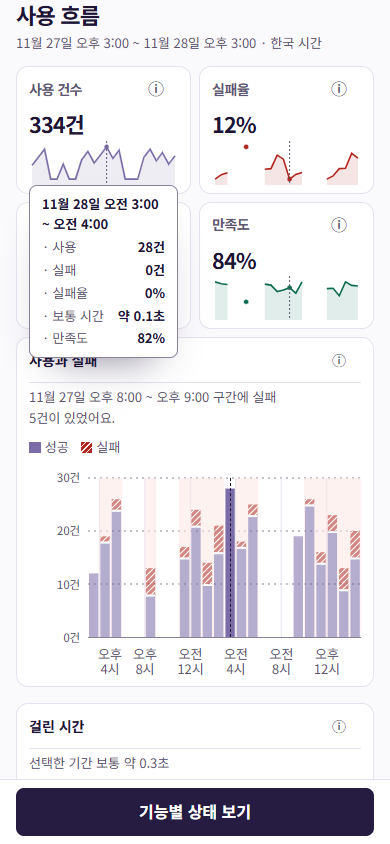 사용 흐름
11월 27일 오후 3:00 ~ 11월 28일 오후 3:00 · 한국 시간
사용 건수 ⓘ
334건
실패율 ⓘ
12%
11월 28일 오전 3:00
~ 오전 4:00
· 사용 28건
· 실패 0건
· 실패율 0%
· 보통 시간 약 0.1초
· 만족도 82%
만족도 ⓘ
84%
사용과 실패 ⓘ
11월 27일 오후 8:00 ~ 오후 9:00 구간에 실패
5건이 있었어요.
성공 실패
30건
20건
10건
0건
오후 오후 오전 오전 오전 오후
4시 8시 12시 4시 8시 12시
걸린 시간 ⓘ
선택한 기간 보통 약 0.3초
기능별 상태 보기